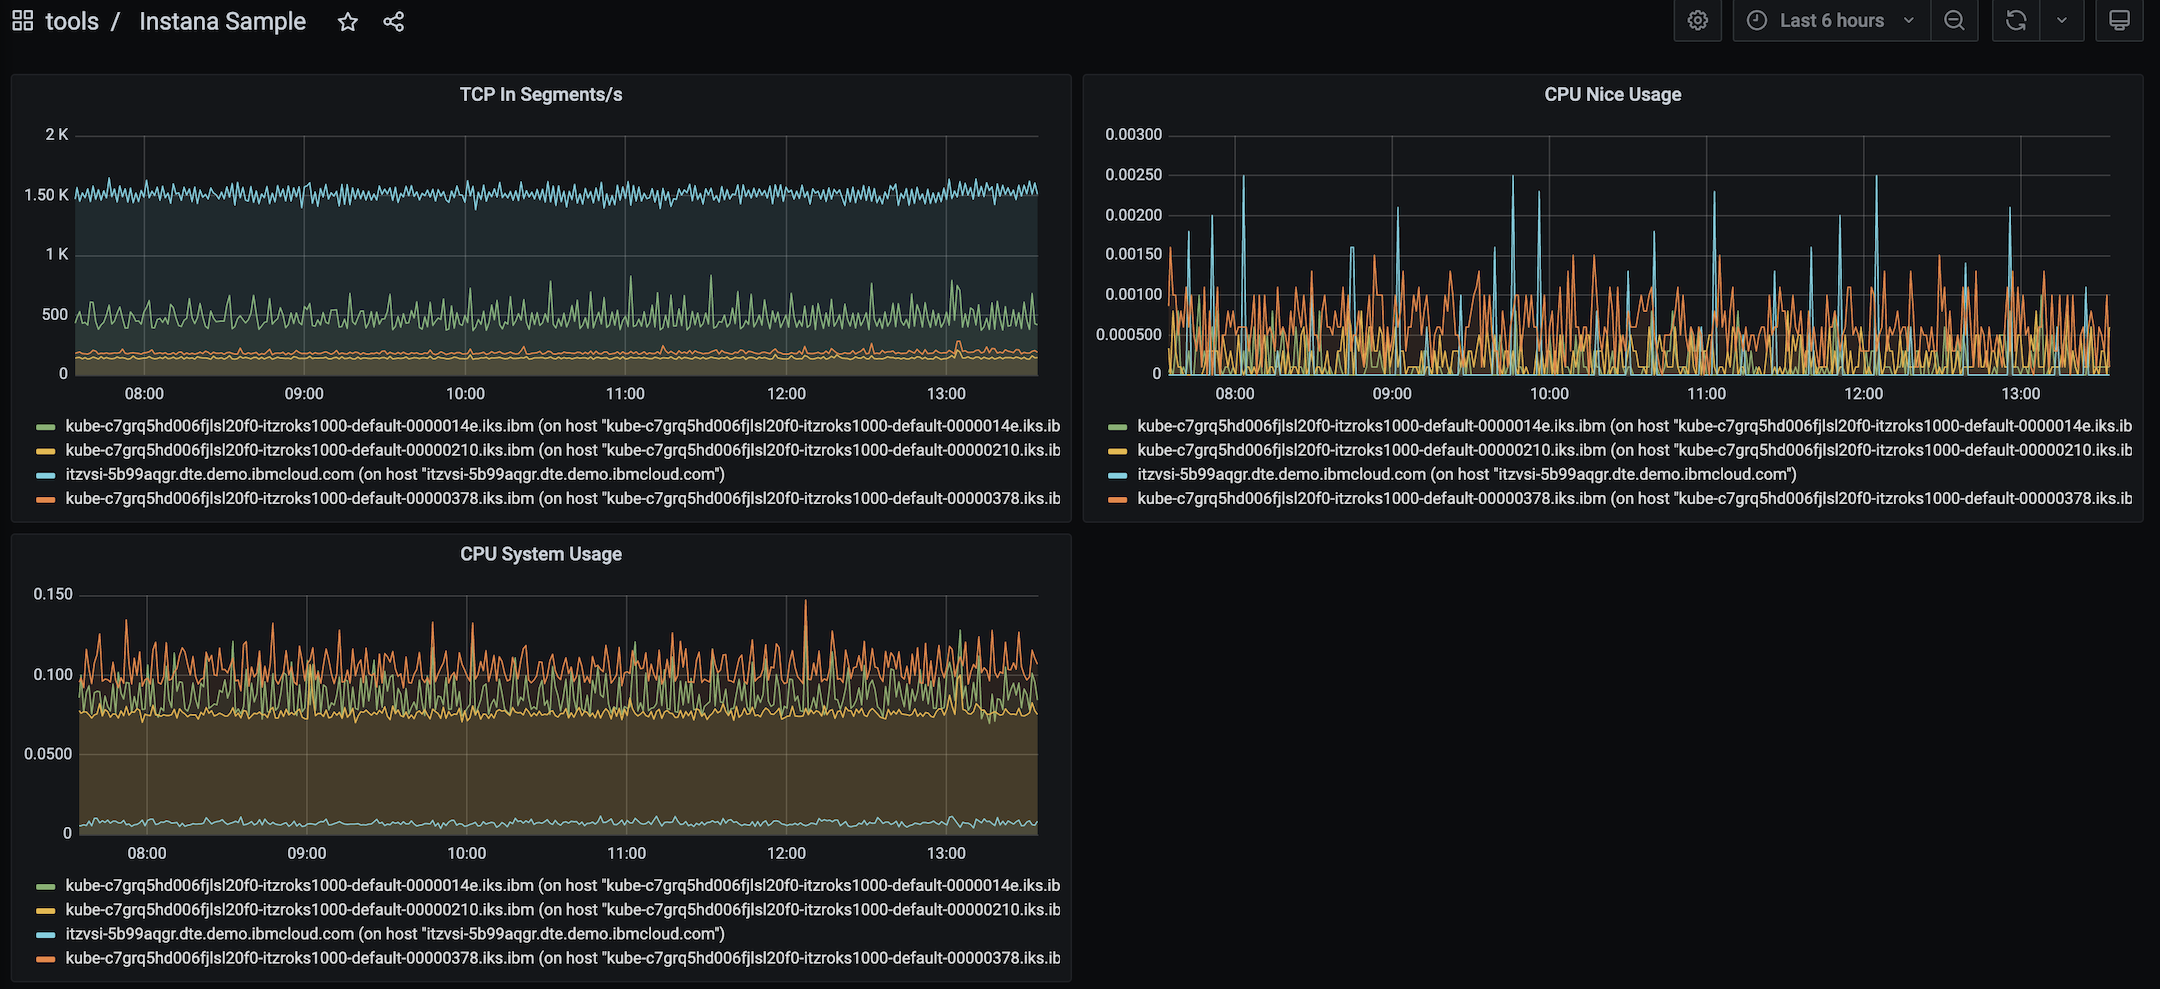 tools / Instana Sample
Last 6 hours
TCP In Segments/s
2 K
1.50 K
1 K
500
0
08:00 09:00 10:00 11:00 12:00 13:00
kube-c7grq5hd006fjlsl20f0-itzroks1000-default-0000014e.iks.ibm (on host "kube-c7grq5hd006fjlsl20f0-itzroks1000-default-0000014e.iks.ib
kube-c7grq5hd006fjlsl20f0-itzroks1000-default-00000210.iks.ibm (on host "kube-c7grq5hd006fjlsl20f0-itzroks1000-default-00000210.iks.ib
itzvsi-5b99aqgr.dte.demo.ibmcloud.com (on host "itzvsi-5b99aqgr.dte.demo.ibmcloud.com")
kube-c7grq5hd006fjlsl20f0-itzroks1000-default-00000378.iks.ibm (on host "kube-c7grq5hd006fjlsl20f0-itzroks1000-default-00000378.iks.ib
CPU Nice Usage
0.00300
0.00250
0.00200
0.00150
0.00100
0.000500
0
08:00 09:00 10:00 11:00 12:00 13:00
kube-c7grq5hd006fjlsl20f0-itzroks1000-default-0000014e.iks.ibm (on host "kube-c7grq5hd006fjlsl20f0-itzroks1000-default-0000014e.iks.ib
kube-c7grq5hd006fjlsl20f0-itzroks1000-default-00000210.iks.ibm (on host "kube-c7grq5hd006fjlsl20f0-itzroks1000-default-00000210.iks.ib
itzvsi-5b99aqgr.dte.demo.ibmcloud.com (on host "itzvsi-5b99aqgr.dte.demo.ibmcloud.com")
kube-c7grq5hd006fjlsl20f0-itzroks1000-default-00000378.iks.ibm (on host "kube-c7grq5hd006fjlsl20f0-itzroks1000-default-00000378.iks.ib
CPU System Usage
0.150
0.100
0.0500
0
08:00 09:00 10:00 11:00 12:00 13:00
kube-c7grq5hd006fjlsl20f0-itzroks1000-default-0000014e.iks.ibm (on host "kube-c7grq5hd006fjlsl20f0-itzroks1000-default-0000014e.iks.ib
kube-c7grq5hd006fjlsl20f0-itzroks1000-default-00000210.iks.ibm (on host "kube-c7grq5hd006fjlsl20f0-itzroks1000-default-00000210.iks.ib
itzvsi-5b99aqgr.dte.demo.ibmcloud.com (on host "itzvsi-5b99aqgr.dte.demo.ibmcloud.com")
kube-c7grq5hd006fjlsl20f0-itzroks1000-default-00000378.iks.ibm (on host "kube-c7grq5hd006fjlsl20f0-itzroks1000-default-00000378.iks.ib